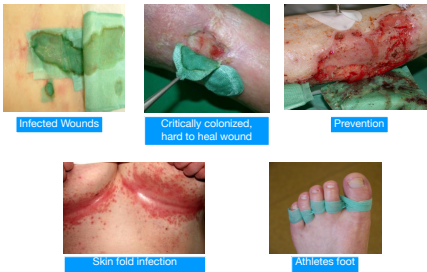 Infected Wounds
Critically colonized,
hard to heal wound
Prevention
Skin fold infection
Athletes foot